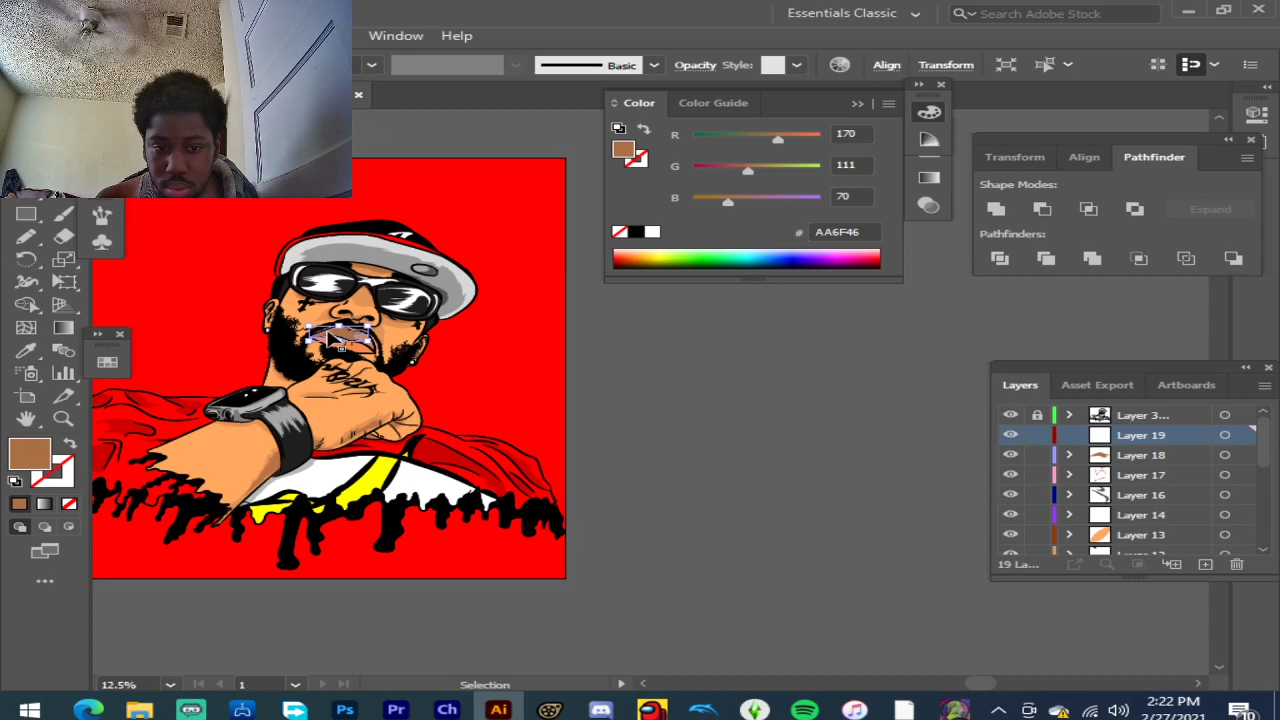 Essentials Classic
Search Adobe Stock
Window Help
Basic Opacity Style: Align Transform
Color Color Guide
R 170
G 111
B 70
# AA6F46
Transform Align Pathfinder
Shape Modes:
Expand
Pathfinders:
Layers Asset Export Artboards
Layer 3...
Layer 19
Layer 18
Layer 17
Layer 16
Layer 14
Layer 13
19 La...
12.5% 1 Selection
Ps Pr Ch Ai
2:22 PM
2/27/2021